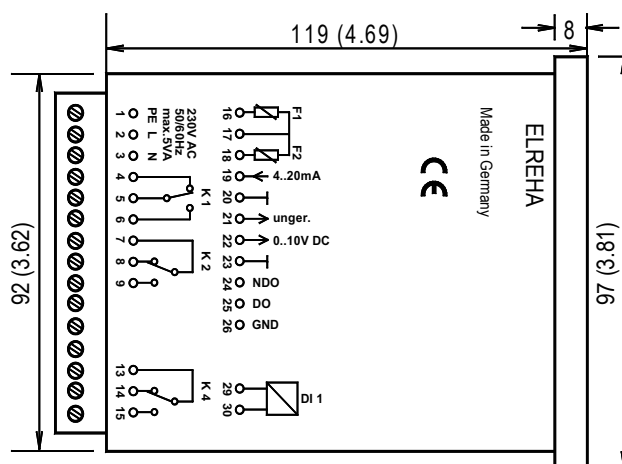 119 (4.69)
8
92 (3.62)
97 (3.81)
ELREHA
Made in Germany
CE
230V AC
50/60Hz
max.5VA
1 PE
2 L
3 N
4
5
6
K 1
7
8
9
K 2
13
14
15
K 4
16
17
18
F1
F2
19 4..20mA
20
21 unger.
22 0..10V DC
23
24 NDO
25 DO
26 GND
29
30
DI 1